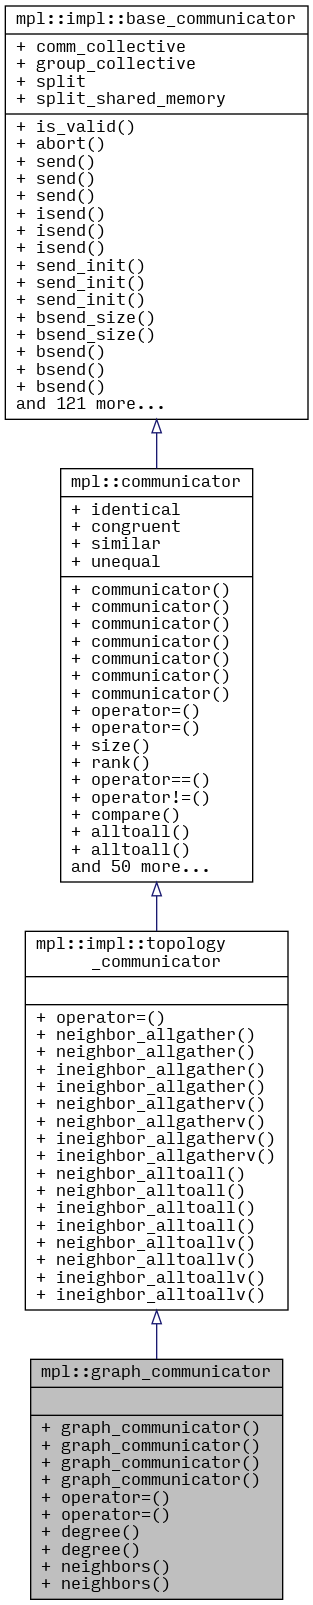 mpl::impl::base_communicator
+ comm_collective
+ group_collective
+ split
+ split_shared_memory
+ is_valid()
+ abort()
+ send()
+ send()
+ send()
+ isend()
+ isend()
+ isend()
+ send_init()
+ send_init()
+ send_init()
+ bsend_size()
+ bsend_size()
+ bsend()
+ bsend()
+ bsend()
and 121 more...
mpl::communicator
+ identical
+ congruent
+ similar
+ unequal
+ communicator()
+ communicator()
+ communicator()
+ communicator()
+ communicator()
+ communicator()
+ communicator()
+ operator=()
+ operator=()
+ size()
+ rank()
+ operator==()
+ operator!=()
+ compare()
+ alltoall()
+ alltoall()
and 50 more...
mpl::impl::topology
_communicator
+ operator=()
+ neighbor_allgather()
+ neighbor_allgather()
+ ineighbor_allgather()
+ ineighbor_allgather()
+ neighbor_allgatherv()
+ neighbor_allgatherv()
+ ineighbor_allgatherv()
+ ineighbor_allgatherv()
+ neighbor_alltoall()
+ neighbor_alltoall()
+ ineighbor_alltoall()
+ ineighbor_alltoall()
+ neighbor_alltoallv()
+ neighbor_alltoallv()
+ ineighbor_alltoallv()
+ ineighbor_alltoallv()
mpl::graph_communicator
+ graph_communicator()
+ graph_communicator()
+ graph_communicator()
+ graph_communicator()
+ operator=()
+ operator=()
+ degree()
+ degree()
+ neighbors()
+ neighbors()